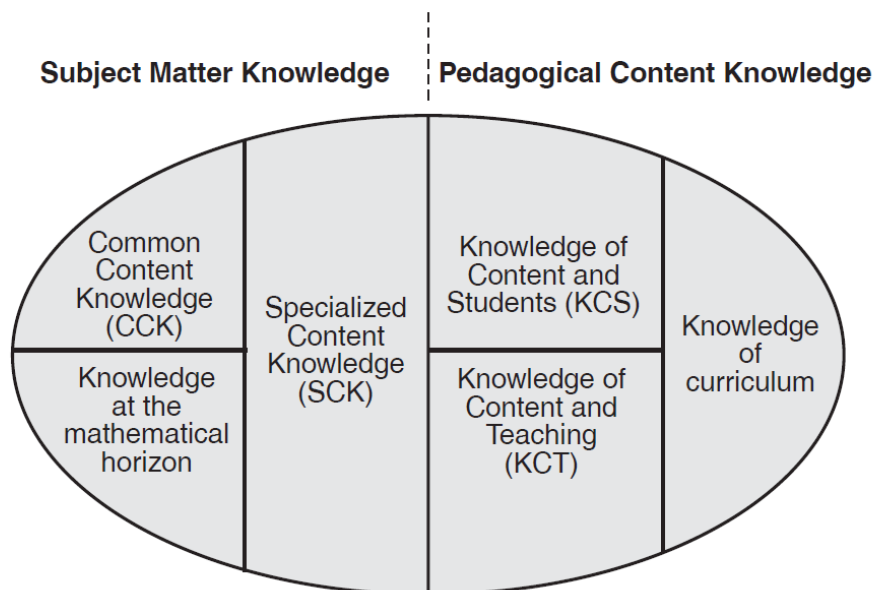 Subject Matter Knowledge
Pedagogical Content Knowledge
Common
Content
Knowledge
(CCK)
Knowledge
at the
mathematical
horizon
Specialized
Content
Knowledge
(SCK)
Knowledge of
Content and
Students (KCS)
Knowledge of
Content and
Teaching
(KCT)
Knowledge
of
curriculum